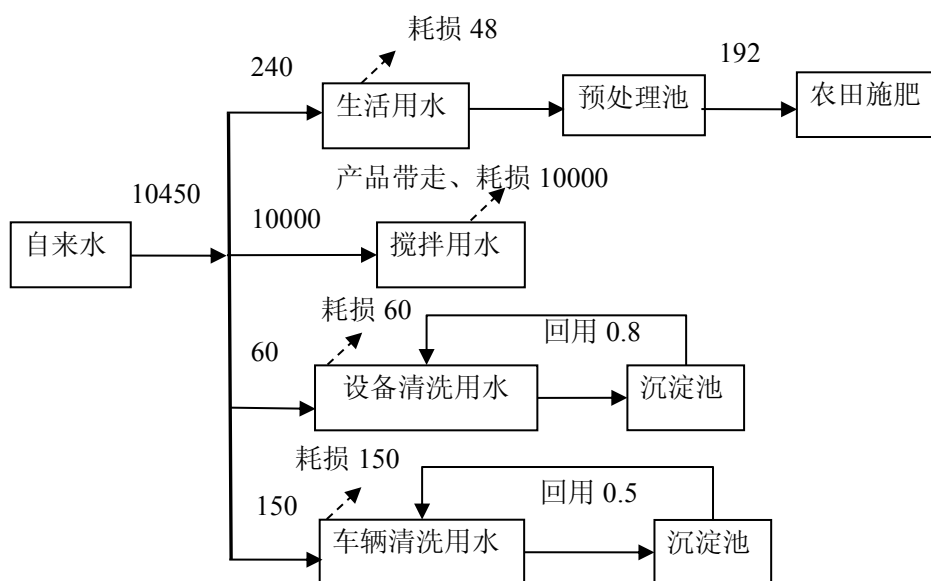 耗损 48
240
192
生活用水
预处理池
农田施肥
产品带走、耗损 10000
10450
10000
自来水
搅拌用水
耗损 60
回用 0.8
60
设备清洗用水
沉淀池
耗损 150
回用 0.5
150
车辆清洗用水
沉淀池